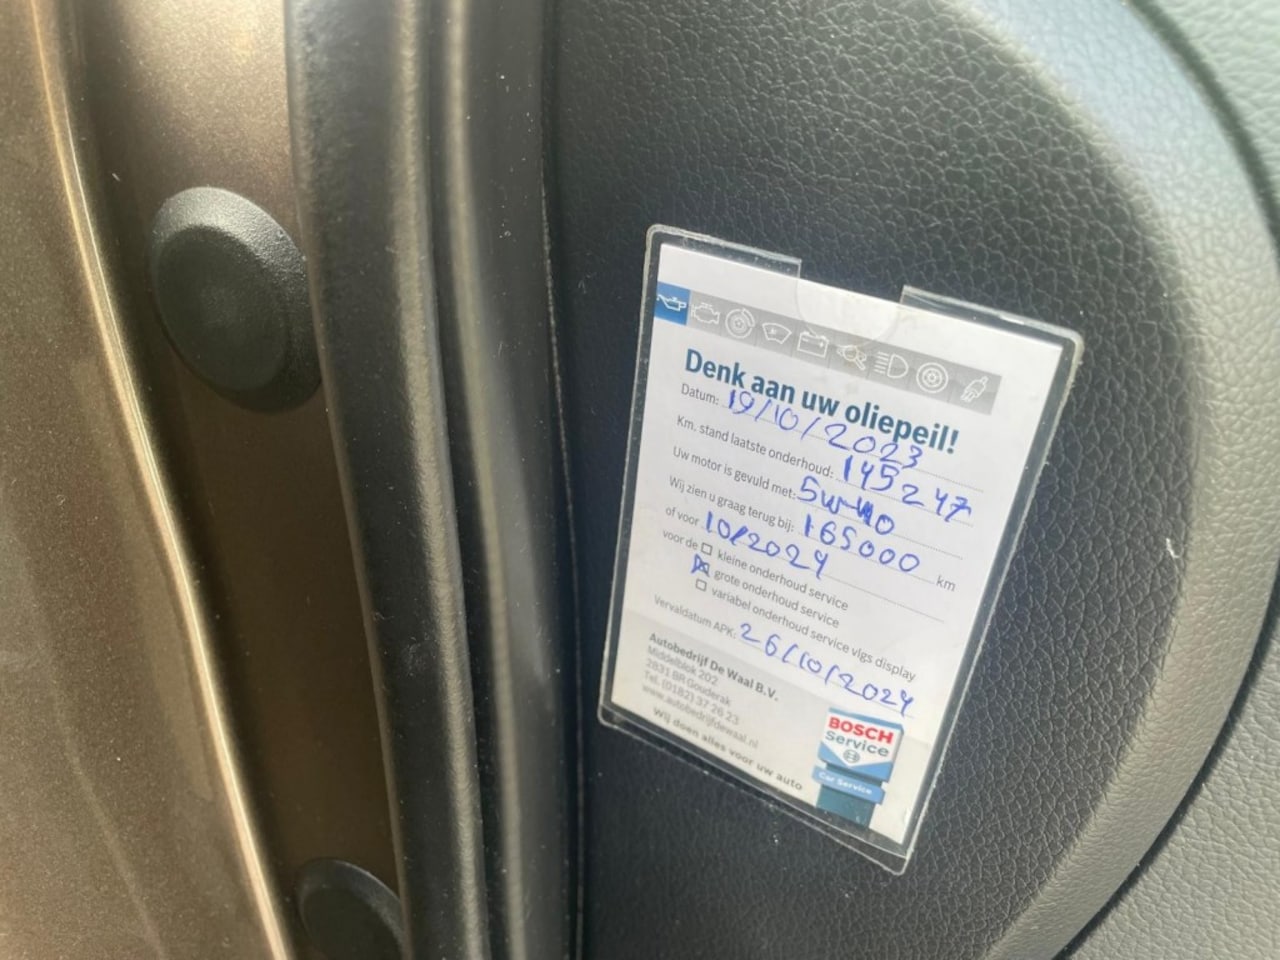 Denk aan uw oliepeil!
Datum: 19/10/2023
Km. stand laatste onderhoud: 145247
Uw motor is gevuld met: 5w-40
Wij zien u graag terug bij: 165000 km
of voor 10/2024
voor de kleine onderhoud service
grote onderhoud service
variabel onderhoud service vlgs display
Vervaldatum APK: 26/10/2024
Autobedrijf De Waal B.V.
Middelblok 202
2831 BR Gouderak
Tel. (0182) 37 26 23
www.autobedrijfdewaal.nl
Wij doen alles voor uw auto
BOSCH
Service
Car Service